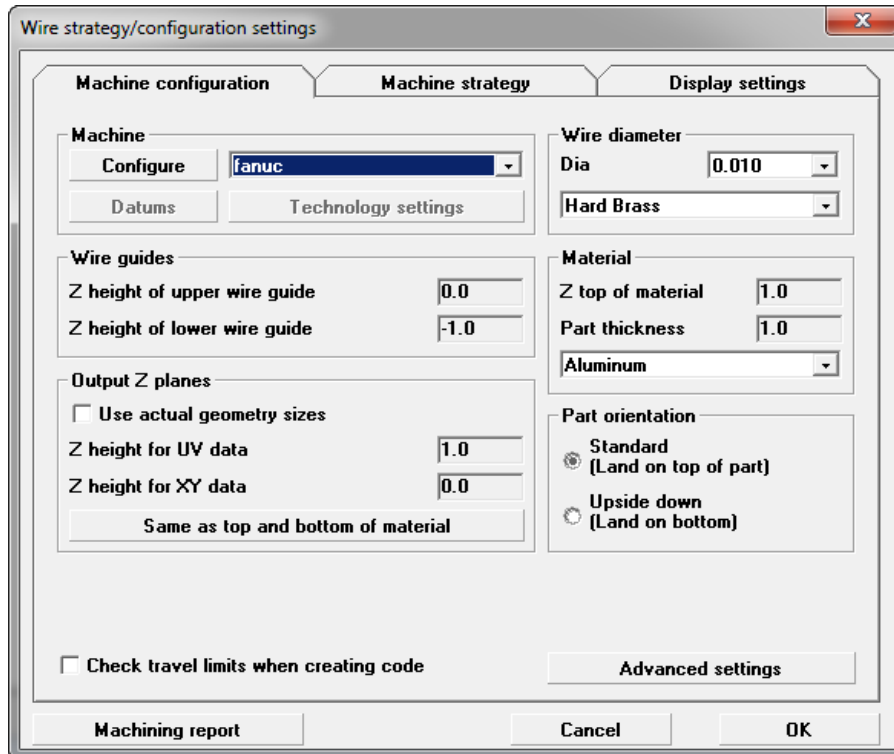 Wire strategy/configuration settings
Machine configuration
Machine strategy
Display settings
Machine
Configure
fanuc
Datums
Technology settings
Wire guides
Z height of upper wire guide
0.0
Z height of lower wire guide
-1.0
Output Z planes
Use actual geometry sizes
Z height for UV data
1.0
Z height for XY data
0.0
Same as top and bottom of material
Wire diameter
Dia
0.010
Hard Brass
Material
Z top of material
1.0
Part thickness
1.0
Aluminum
Part orientation
Standard
(Land on top of part)
Upside down
(Land on bottom)
Check travel limits when creating code
Advanced settings
Machining report
Cancel
OK